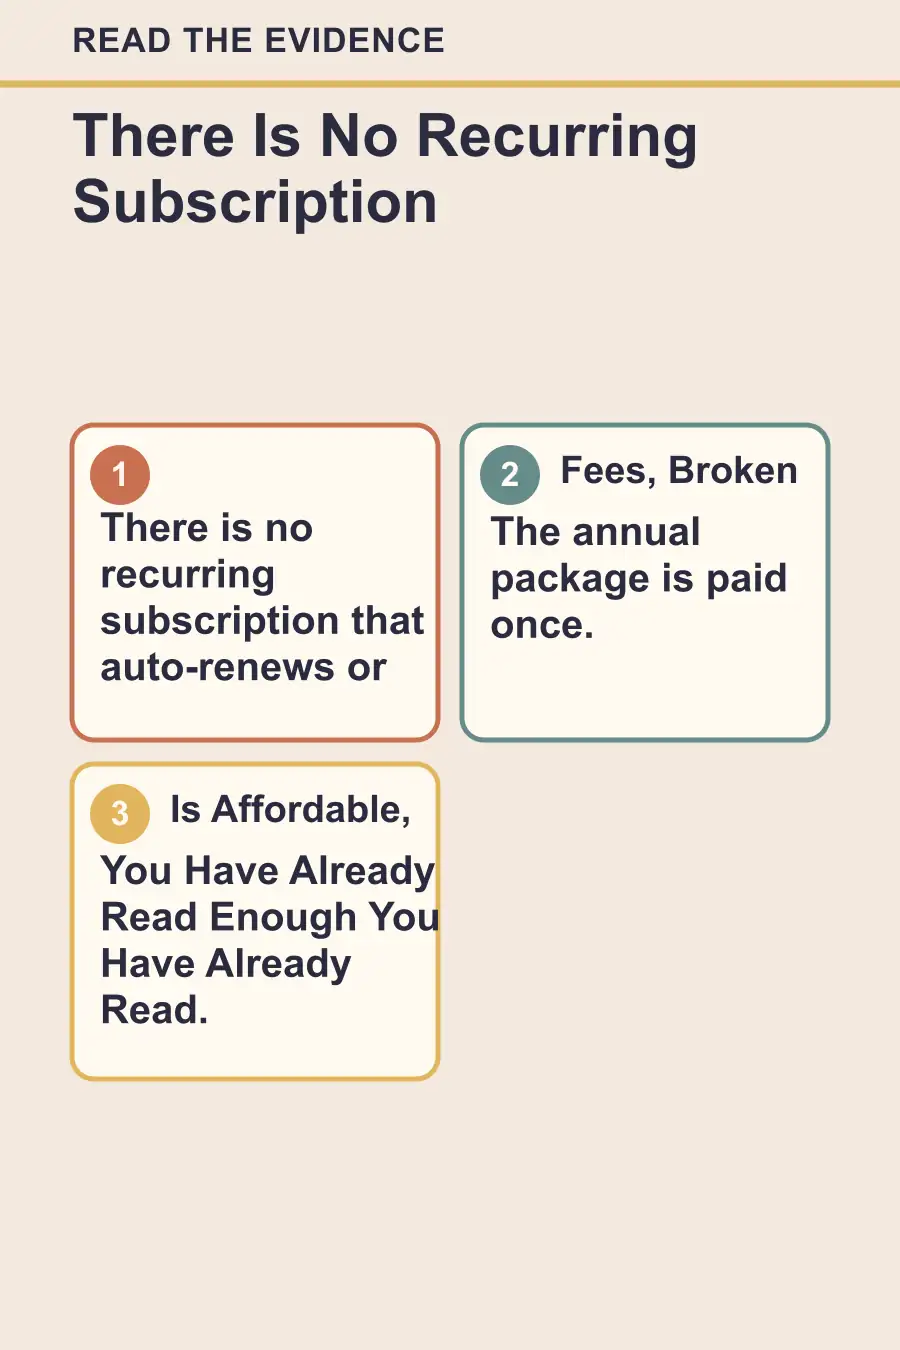 READ THE EVIDENCE
There Is No Recurring
Subscription
1
There is no
recurring
subscription that
auto-renews or
2 Fees, Broken
The annual
package is paid
once.
3 Is Affordable,
You Have Already
Read Enough You
Have Already
Read.